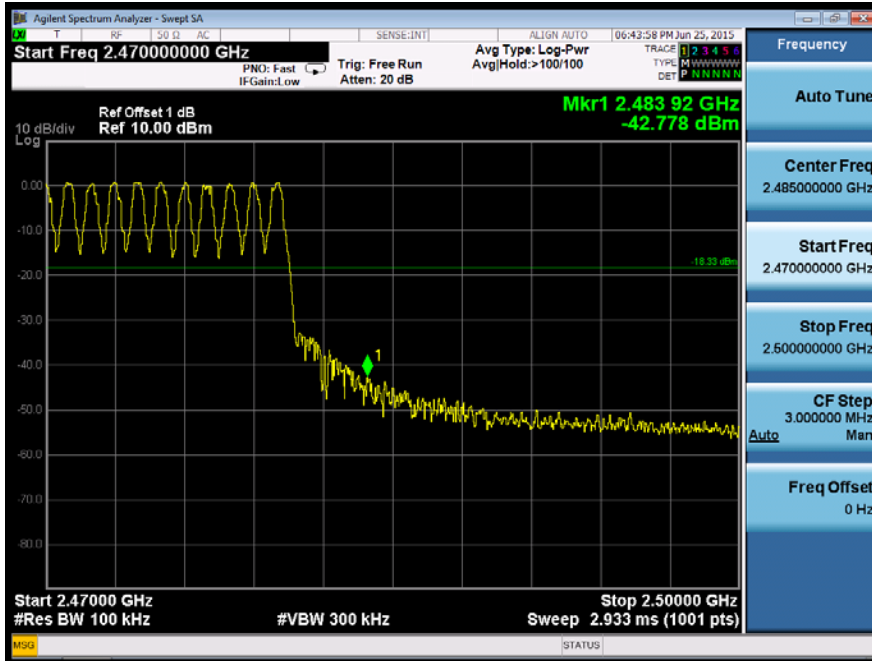 Agilent Spectrum Analyzer - Swept SA
LXI T RF 50 Ω AC SENSE:INT ALIGN AUTO 06:43:58 PM Jun 25, 2015
Start Freq 2.470000000 GHz
Avg Type: Log-Pwr
TRACE 1 2 3 4 5 6
PNO: Fast Trig: Free Run Avg|Hold:>100/100
TYPE M WWWWW
IFGain:Low Atten: 20 dB
DET P N N N N N
Mkr1 2.483 92 GHz
-42.778 dBm
Ref Offset 1 dB
10 dB/div Ref 10.00 dBm
Log
0.00
-10.0
-18.33 dBm
-20.0
-30.0
1
-40.0
-50.0
-60.0
-70.0
-80.0
Start 2.47000 GHz Stop 2.50000 GHz
#Res BW 100 kHz #VBW 300 kHz Sweep 2.933 ms (1001 pts)
MSG STATUS
Frequency
Auto Tune
Center Freq
2.485000000 GHz
Start Freq
2.470000000 GHz
Stop Freq
2.500000000 GHz
CF Step
3.000000 MHz
Auto Man
Freq Offset
0 Hz